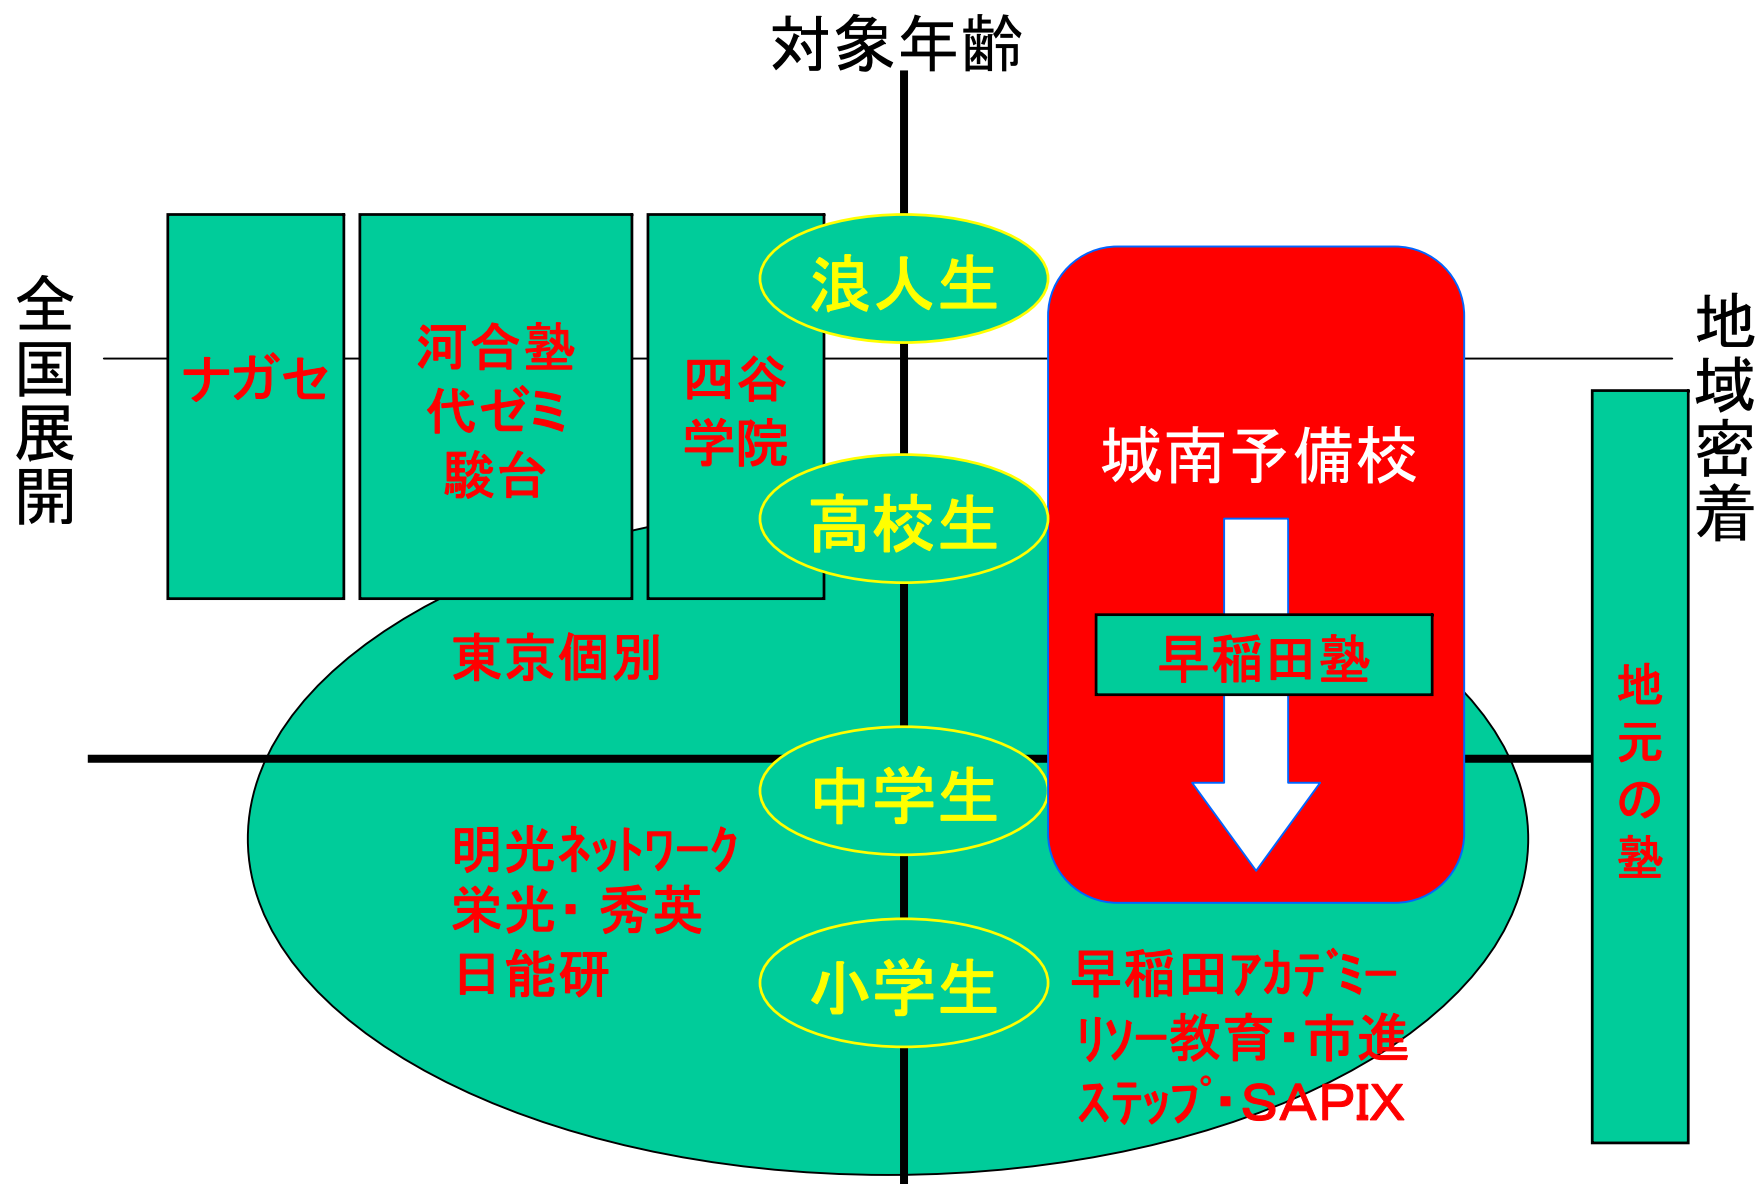 対象年齢
全国展開
地域密着
ナガセ
河合塾
代ゼミ
駿台
四谷
学院
浪人生
高校生
中学生
小学生
城南予備校
早稲田塾
東京個別
明光ﾈｯﾄﾜｰｸ
栄光・秀英
日能研
早稲田ｱｶﾃﾞﾐｰ
ﾘｿｰ教育・市進
ｽﾃｯﾌﾟ・SAPIX
地元の塾